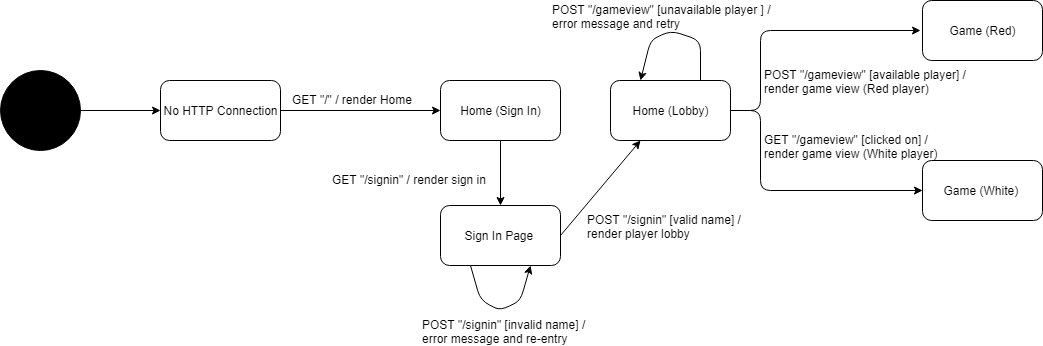 POST "/gameview" [unavailable player ] /
error message and retry
Game (Red)
POST "/gameview" [available player] /
render game view (Red player)
No HTTP Connection
GET "/" / render Home
Home (Sign In)
Home (Lobby)
GET "/gameview" [clicked on] /
render game view (White player)
GET "/signin" / render sign in
Game (White)
POST "/signin" [valid name] /
render player lobby
Sign In Page
POST "/signin" [invalid name] /
error message and re-entry